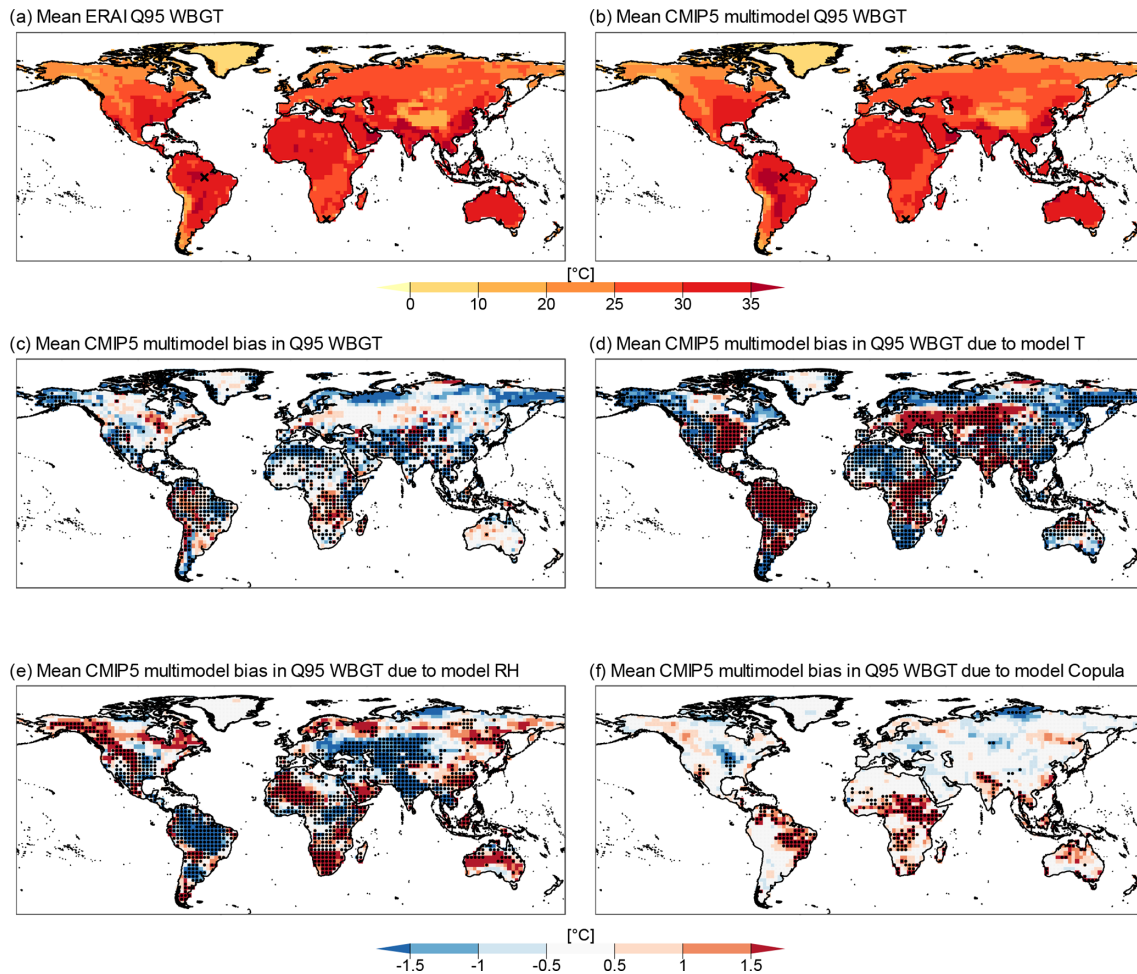 (a) Mean ERAI Q95 WBGT
(b) Mean CMIP5 multimodel Q95 WBGT
[°C]
0 10 20 25 30 35
(c) Mean CMIP5 multimodel bias in Q95 WBGT
(d) Mean CMIP5 multimodel bias in Q95 WBGT due to model T
(e) Mean CMIP5 multimodel bias in Q95 WBGT due to model RH
(f) Mean CMIP5 multimodel bias in Q95 WBGT due to model Copula
[°C]
-1.5 -1 -0.5 0.5 1 1.5